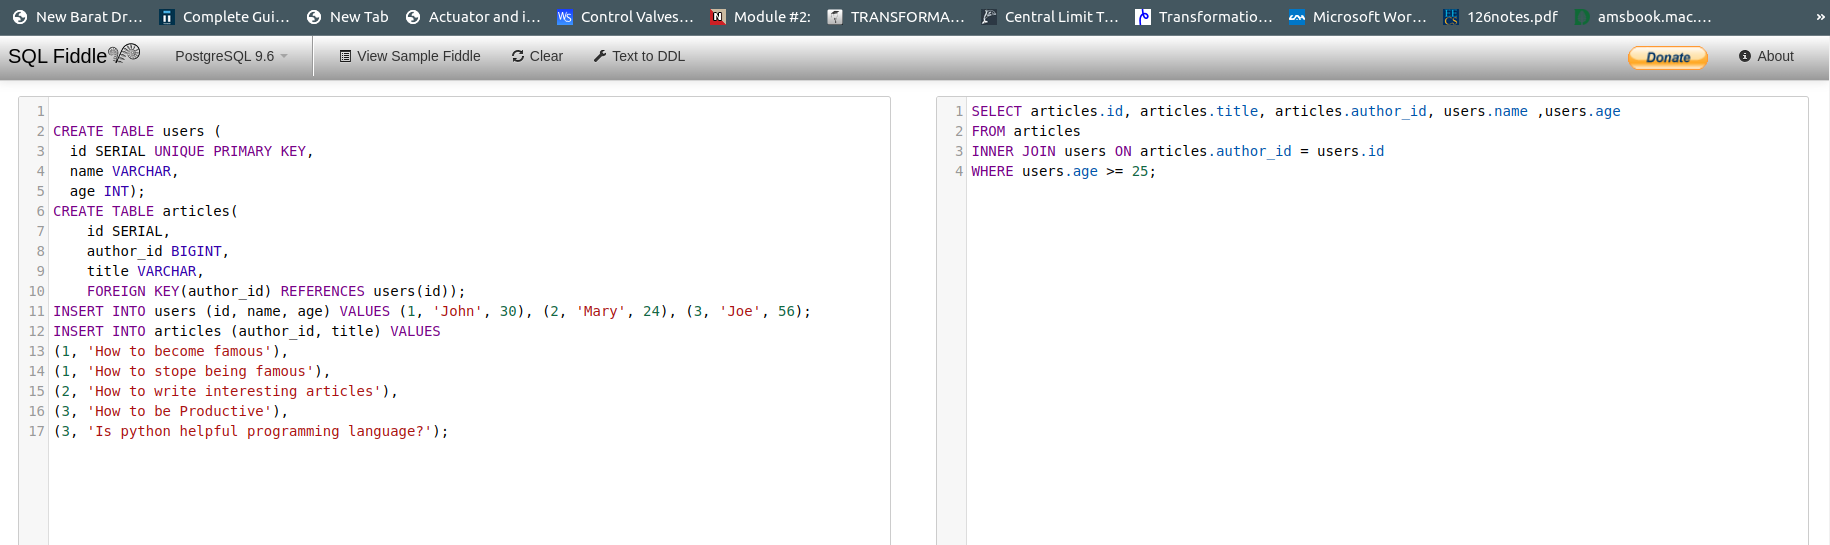 New Barat Dr... Complete Gui... New Tab Actuator and i... Control Valves... Module #2: TRANSFORMA... Central Limit T... Transformatio... Microsoft Wor... 126notes.pdf amsbook.mac.... »
SQL Fiddle PostgreSQL 9.6 View Sample Fiddle Clear Text to DDL Donate About
1
2 CREATE TABLE users (
3 id SERIAL UNIQUE PRIMARY KEY,
4 name VARCHAR,
5 age INT);
6 CREATE TABLE articles(
7 id SERIAL,
8 author_id BIGINT,
9 title VARCHAR,
10 FOREIGN KEY(author_id) REFERENCES users(id));
11 INSERT INTO users (id, name, age) VALUES (1, 'John', 30), (2, 'Mary', 24), (3, 'Joe', 56);
12 INSERT INTO articles (author_id, title) VALUES
13 (1, 'How to become famous'),
14 (1, 'How to stope being famous'),
15 (2, 'How to write interesting articles'),
16 (3, 'How to be Productive'),
17 (3, 'Is python helpful programming language?');
1 SELECT articles.id, articles.title, articles.author_id, users.name ,users.age
2 FROM articles
3 INNER JOIN users ON articles.author_id = users.id
4 WHERE users.age >= 25;